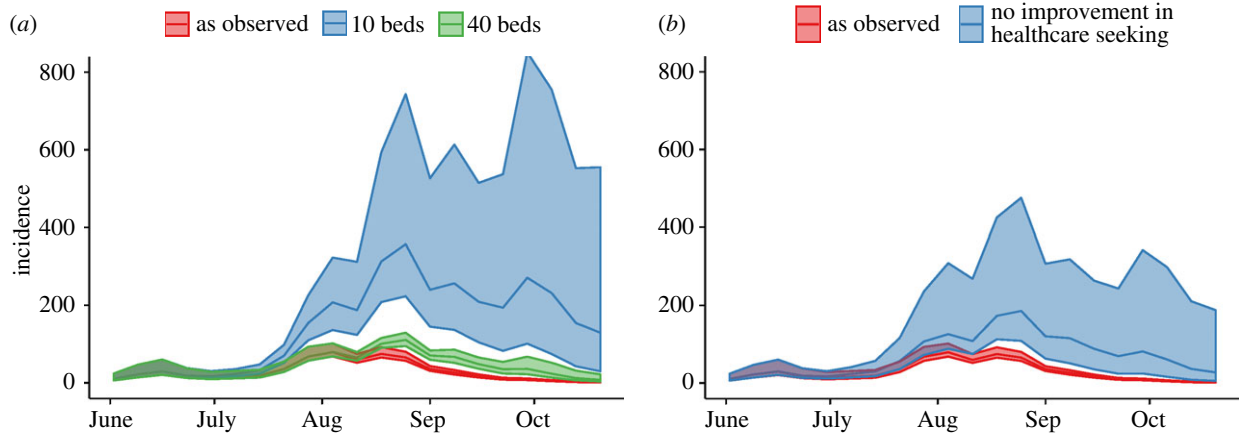 (a) as observed 10 beds 40 beds
800
600
400
200
0
incidence
June July Aug Sep Oct
(b) as observed no improvement in
healthcare seeking
800
600
400
200
0
June July Aug Sep Oct